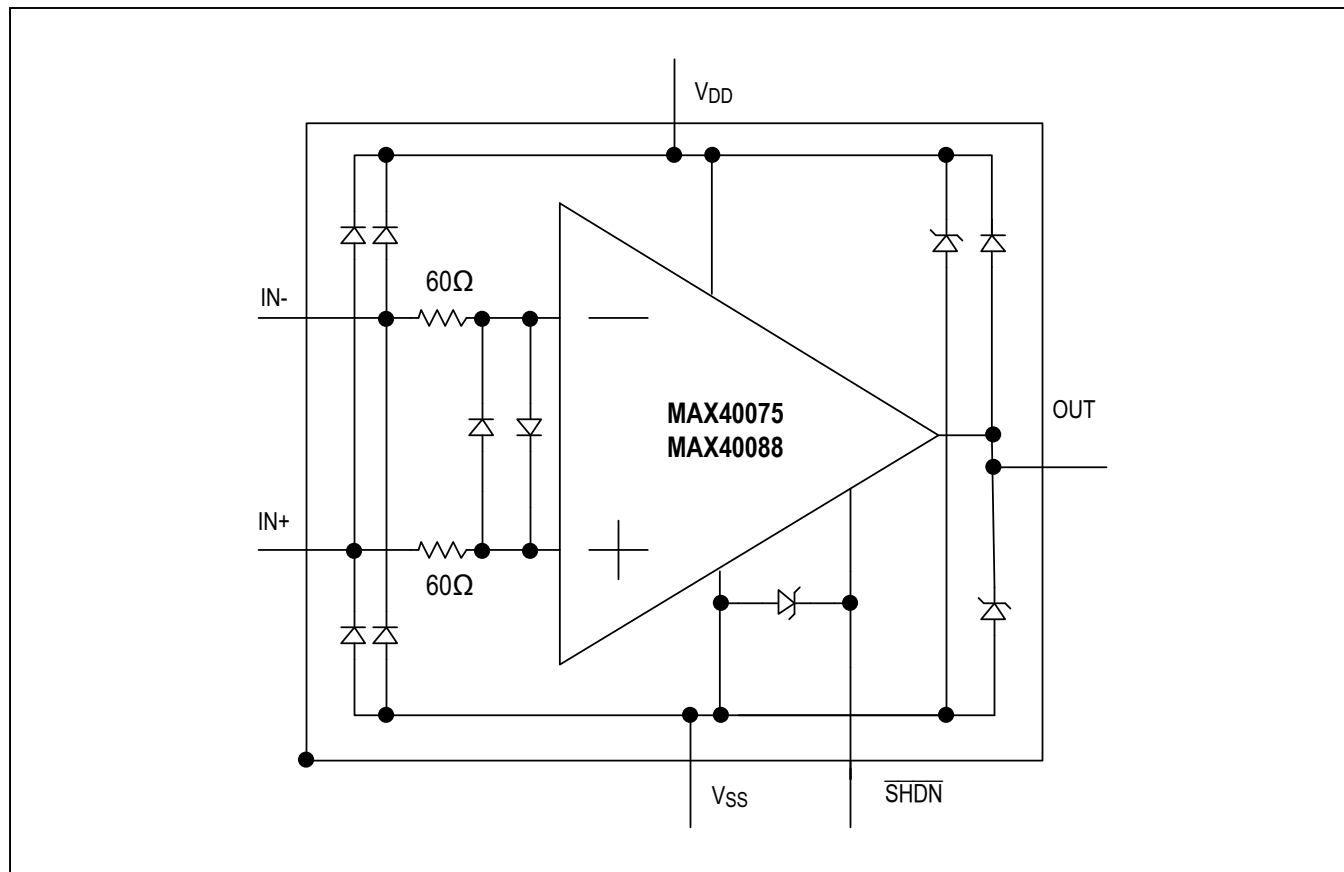 VDD
60Ω
IN-
MAX40075
MAX40088
OUT
IN+
60Ω
VSS
SHDN